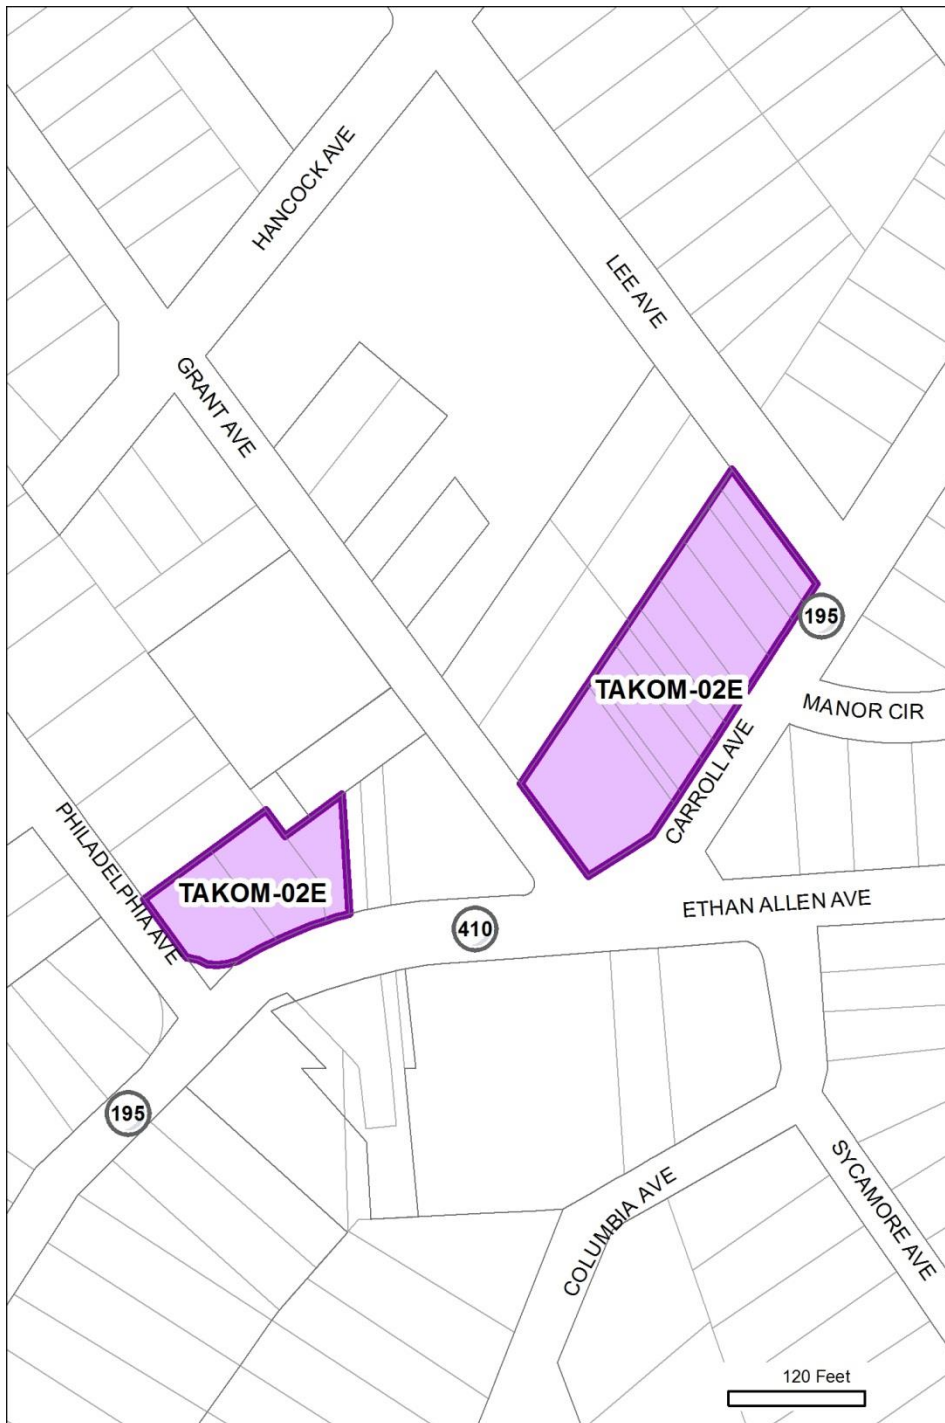 HANCOCK AVE
LEE AVE
GRANT AVE
195
TAKOM-02E
MANOR CIR
CARROLL AVE
PHILADELPHIA AVE
TAKOM-02E
ETHAN ALLEN AVE
410
195
SYCAMORE AVE
COLUMBIA AVE
120 Feet